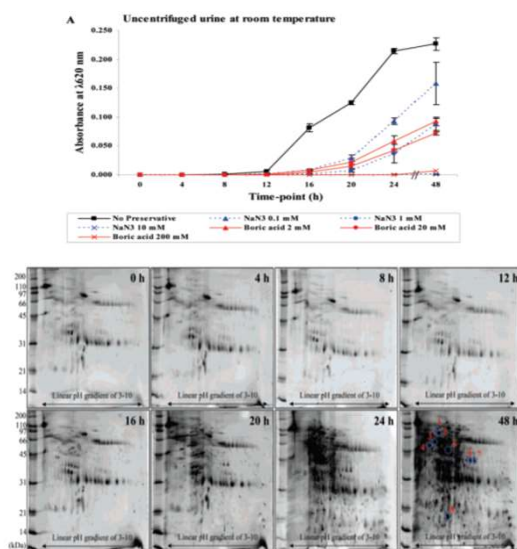 A Uncentrifuged urine at room temperature
Absorbance at λ620 nm
0.250
0.200
0.150
0.100
0.050
0.000
0 4 8 12 16 20 24 // 48
Time-point (h)
No Preservative NaN3 0.1 mM NaN3 1 mM
NaN3 10 mM Boric acid 2 mM Boric acid 20 mM
Boric acid 200 mM
0 h 4 h 8 h 12 h
200
110
97
66
45
31
21
14
Linear pH gradient of 3-10 Linear pH gradient of 3-10 Linear pH gradient of 3-10 Linear pH gradient of 3-10
16 h 20 h 24 h 48 h
200
110
97
66
45
31
21
14
(kDa) Linear pH gradient of 3-10 Linear pH gradient of 3-10 Linear pH gradient of 3-10 Linear pH gradient of 3-10